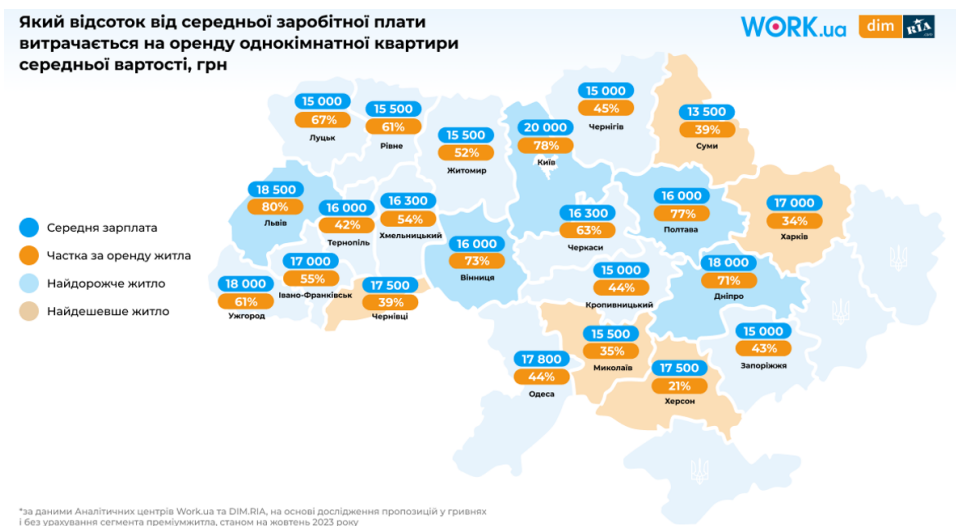 Який відсоток від середньої заробітної плати
витрачається на оренду однокімнатної квартири
середньої вартості, грн
WORK.ua
dim
RIA
.com
15 000
67%
Луцьк
15 500
61%
Рівне
15 500
52%
Житомир
20 000
78%
Київ
15 000
45%
Чернігів
13 500
39%
Суми
18 500
80%
Львів
16 000
42%
Тернопіль
16 300
54%
Хмельницький
16 000
73%
Вінниця
16 300
63%
Черкаси
16 000
77%
Полтава
17 000
34%
Харків
18 000
61%
Ужгород
17 000
55%
Івано-Франківськ
17 500
39%
Чернівці
15 000
44%
Кропивницький
18 000
71%
Дніпро
17 800
44%
Одеса
15 500
35%
Миколаїв
17 500
21%
Херсон
15 000
43%
Запоріжжя
Середня зарплата
Частка за оренду житла
Найдорожче житло
Найдешевше житло
*за даними Аналітичних центрів Work.ua та DIM.RIA, на основі дослідження пропозицій у гривнях
і без урахування сегмента преміумжитла, станом на жовтень 2023 року